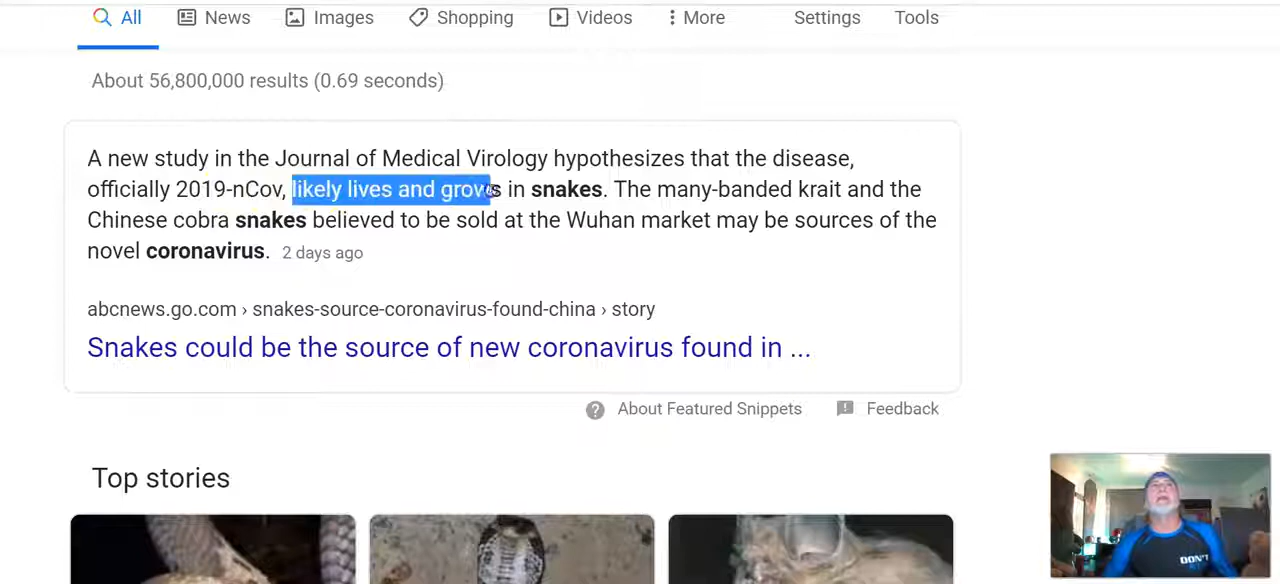 All News Images Shopping Videos More Settings Tools
About 56,800,000 results (0.69 seconds)
A new study in the Journal of Medical Virology hypothesizes that the disease,
officially 2019-nCov, likely lives and grows in snakes. The many-banded krait and the
Chinese cobra snakes believed to be sold at the Wuhan market may be sources of the
novel coronavirus. 2 days ago
abcnews.go.com › snakes-source-coronavirus-found-china › story
Snakes could be the source of new coronavirus found in ...
About Featured Snippets Feedback
Top stories
DON'T